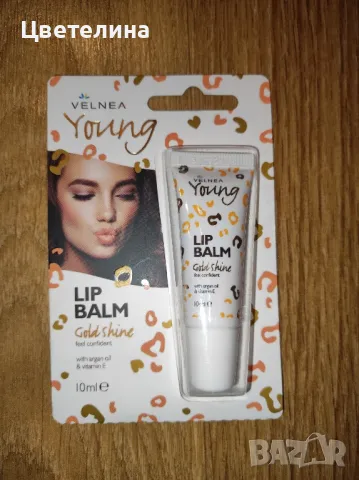 Цветелина
VELNEA
Young
LIP
BALM
Gold Shine
feel confident
with argan oil
& vitamin E
10ml e
VELNEA
Young
LIP
BALM
Gold Shine
feel confident
with argan oil
& vitamin E
10ml e
BAZAR